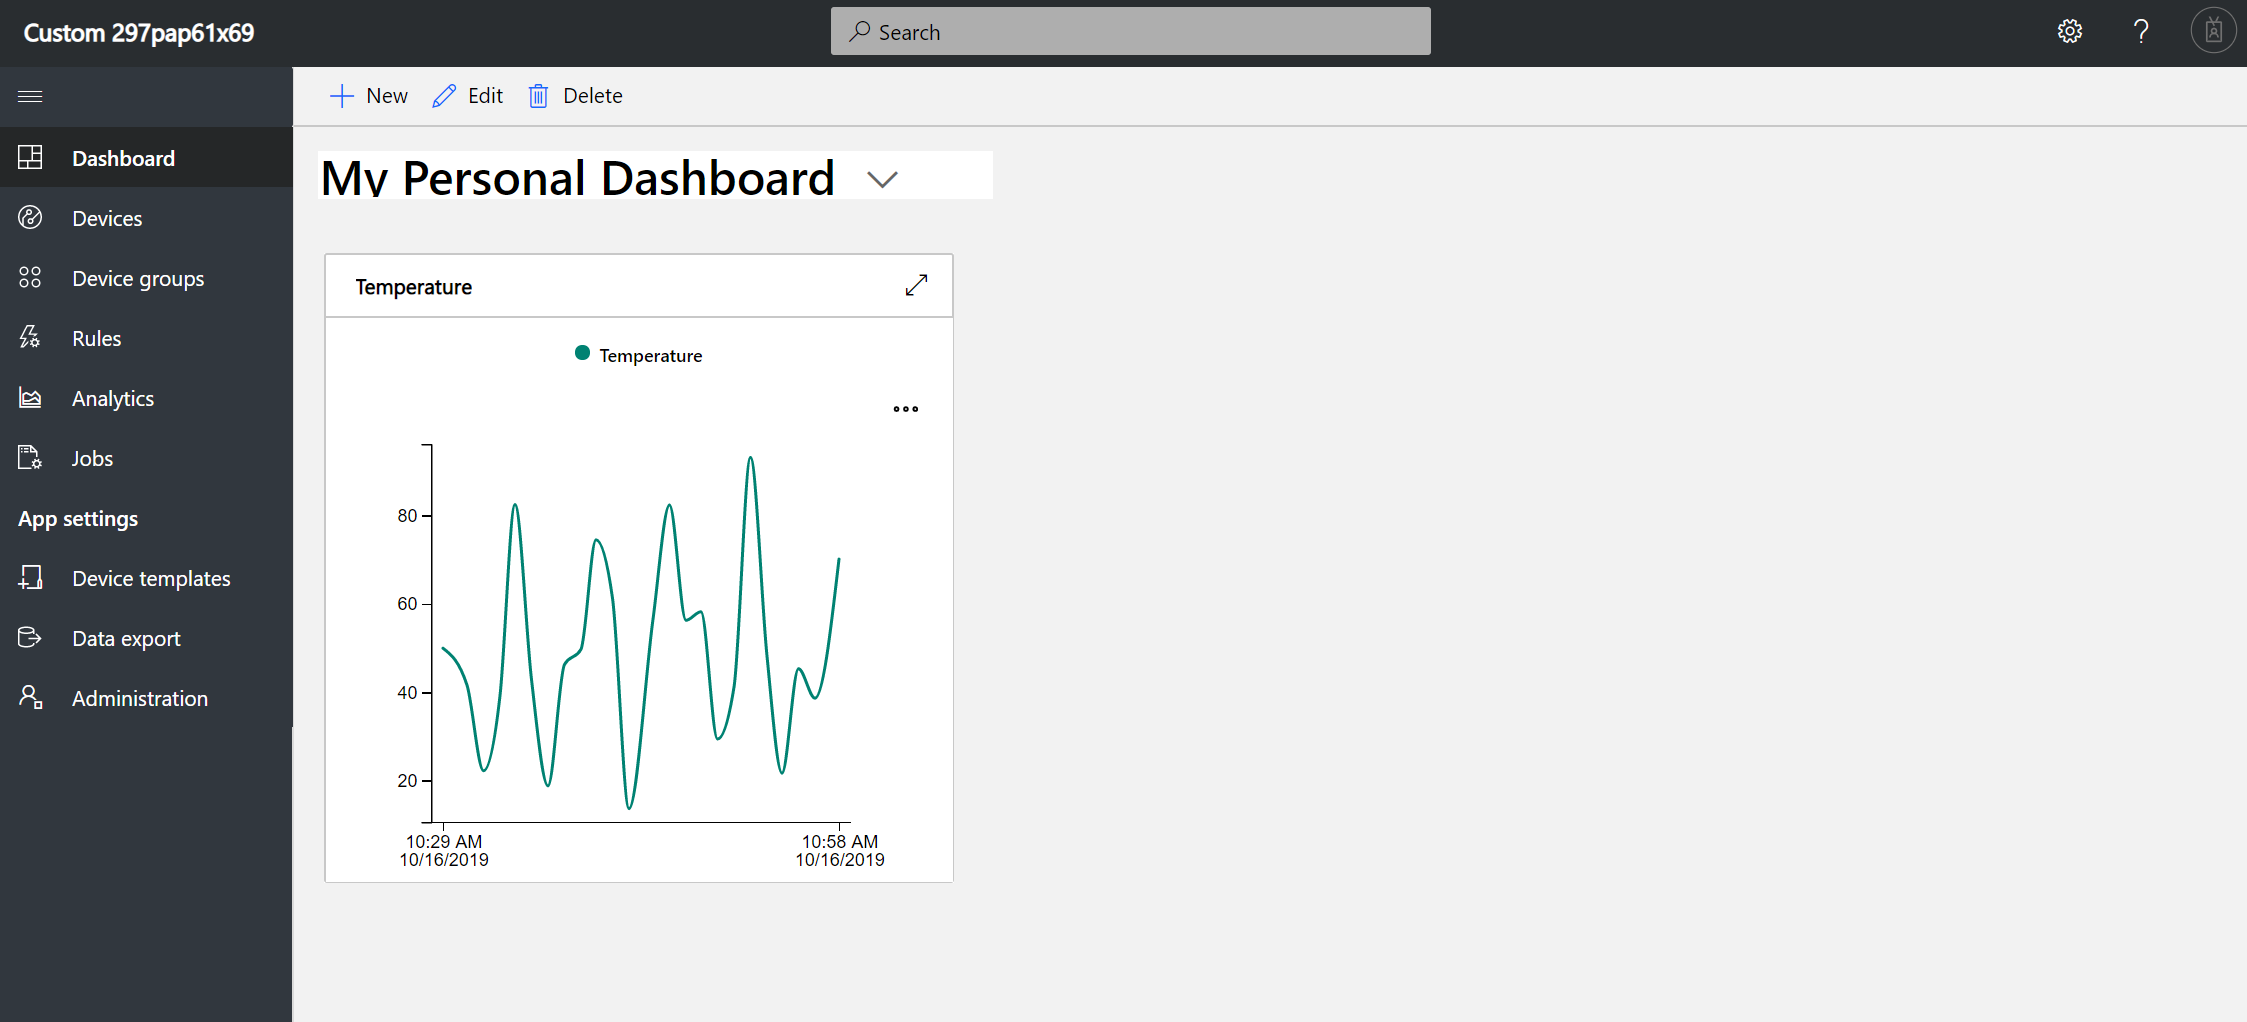 Custom 297pap61x69
Search
New
Edit
Delete
Dashboard
Devices
Device groups
Rules
Analytics
Jobs
App settings
Device templates
Data export
Administration
My Personal Dashboard
Temperature
Temperature
80
60
40
20
10:29 AM
10/16/2019
10:58 AM
10/16/2019